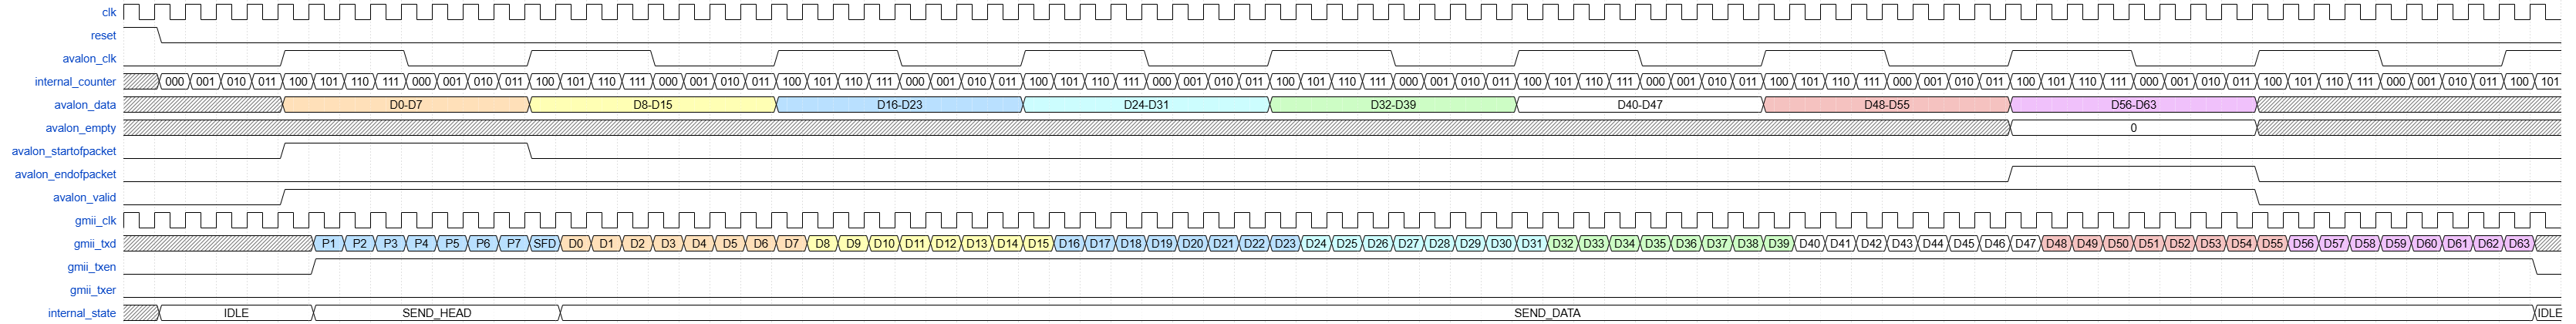 clk
reset
avalon_clk
internal_counter 000 001 010 011 100 101 110 111 000 001 010 011 100 101 110 111 000 001 010 011 100 101 110 111 000 001 010 011 100 101 110 111 000 001 010 011 100 101 110 111 000 001 010 011 100 101 110 111 000 001 010 011 100 101 110 111 000 001 010 011 100 101 110 111 000 001 010 011 100 101 110 111 000 001 010 011 100 101
avalon_data D0-D7 D8-D15 D16-D23 D24-D31 D32-D39 D40-D47 D48-D55 D56-D63
avalon_empty 0
avalon_startofpacket
avalon_endofpacket
avalon_valid
gmii_clk
gmii_txd P1 P2 P3 P4 P5 P6 P7 SFD D0 D1 D2 D3 D4 D5 D6 D7 D8 D9 D10 D11 D12 D13 D14 D15 D16 D17 D18 D19 D20 D21 D22 D23 D24 D25 D26 D27 D28 D29 D30 D31 D32 D33 D34 D35 D36 D37 D38 D39 D40 D41 D42 D43 D44 D45 D46 D47 D48 D49 D50 D51 D52 D53 D54 D55 D56 D57 D58 D59 D60 D61 D62 D63
gmii_txen
gmii_txer
internal_state IDLE SEND_HEAD SEND_DATA IDLE